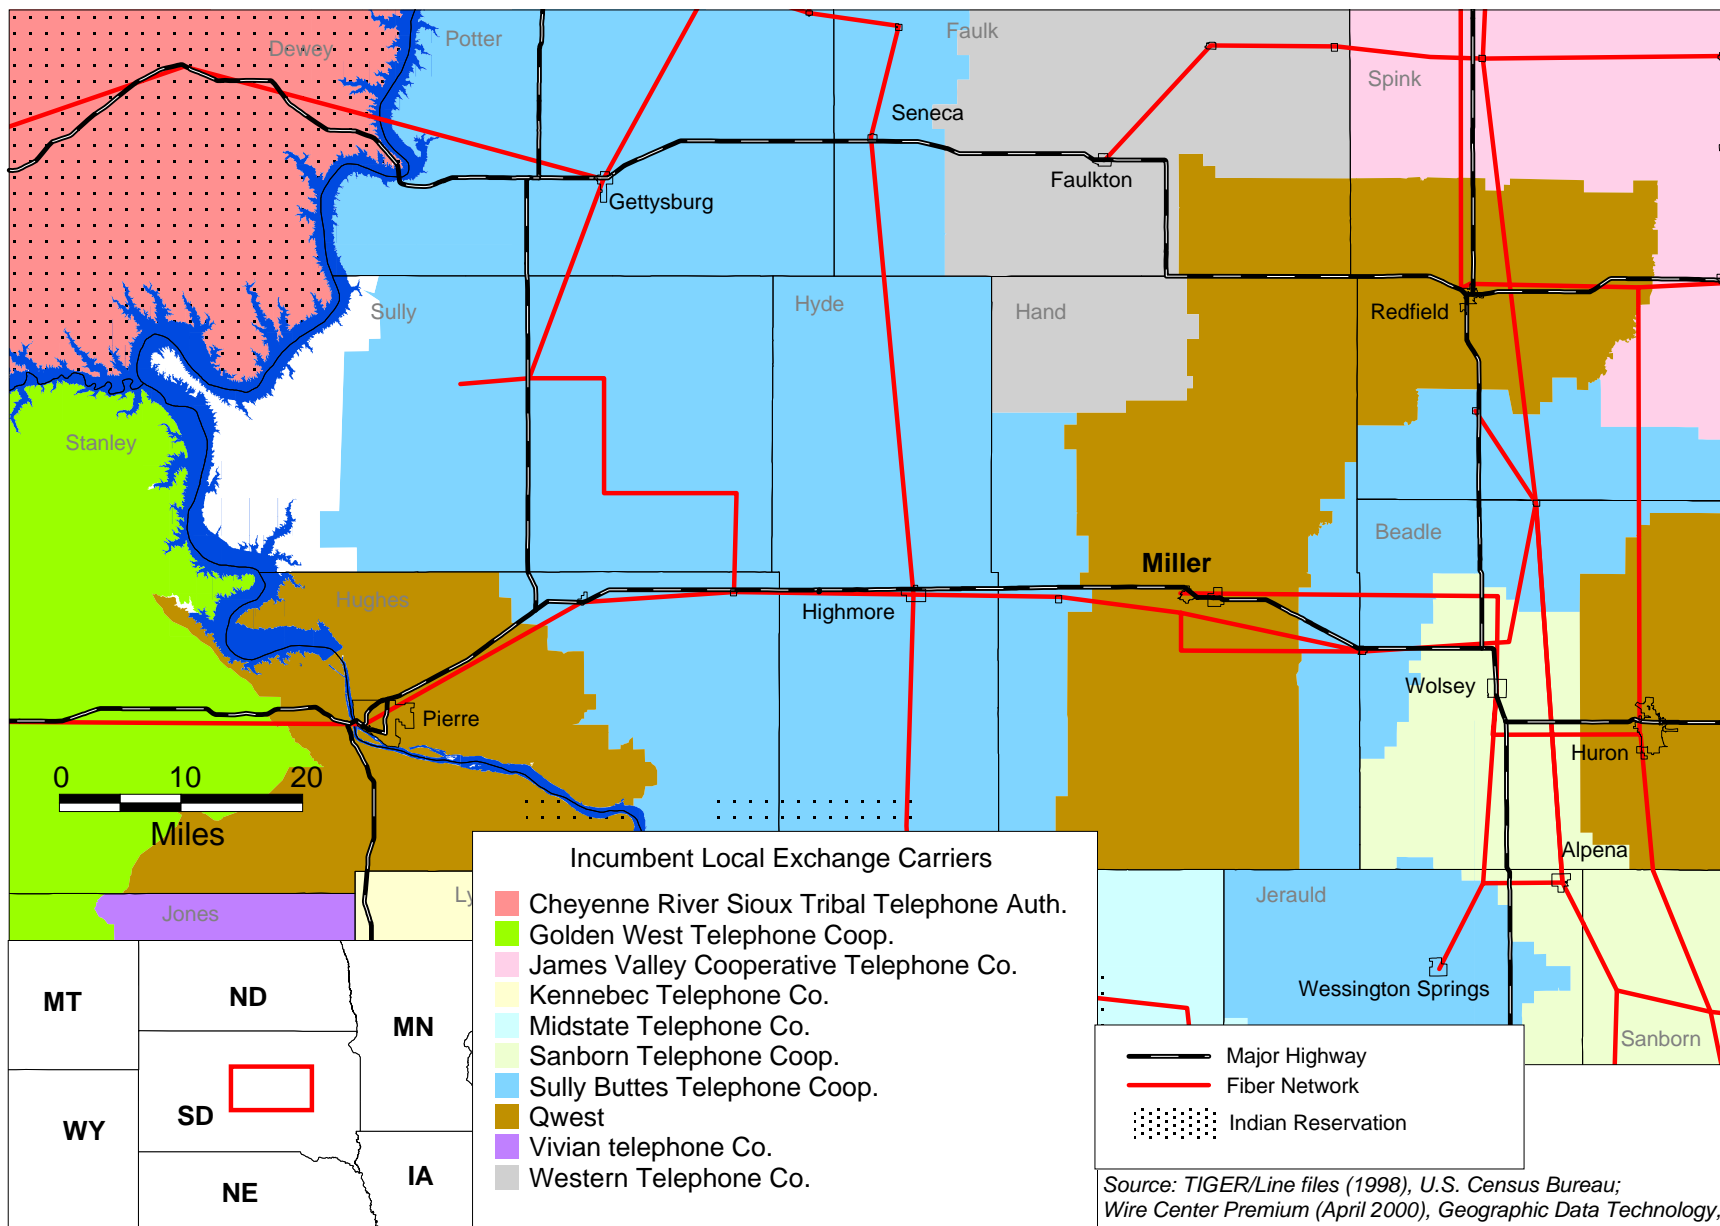 Dewey
Potter
Faulk
Spink
Seneca
Faulkton
Gettysburg
Sully
Hyde
Hand
Redfield
Stanley
Beadle
Miller
Hughes
Highmore
Wolsey
Pierre
Huron
0 10 20
Miles
Alpena
Jones
Ly
Jerauld
Wessington Springs
Sanborn
Incumbent Local Exchange Carriers
Cheyenne River Sioux Tribal Telephone Auth.
Golden West Telephone Coop.
James Valley Cooperative Telephone Co.
Kennebec Telephone Co.
Midstate Telephone Co.
Sanborn Telephone Coop.
Sully Buttes Telephone Coop.
Qwest
Vivian telephone Co.
Western Telephone Co.
MT
ND
MN
SD
WY
NE
IA
Major Highway
Fiber Network
Indian Reservation
Source: TIGER/Line files (1998), U.S. Census Bureau;
Wire Center Premium (April 2000), Geographic Data Technology,